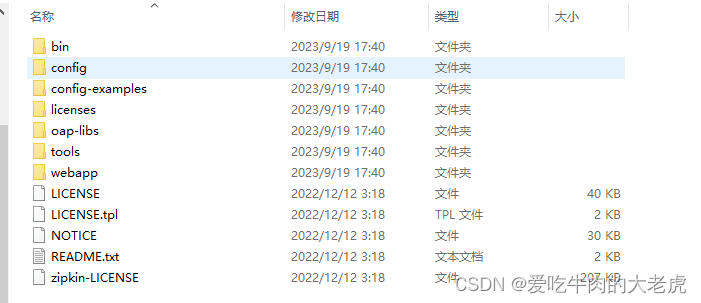 名称 修改日期 类型 大小
bin 2023/9/19 17:40 文件夹
config 2023/9/19 17:40 文件夹
config-examples 2023/9/19 17:40 文件夹
licenses 2023/9/19 17:40 文件夹
oap-libs 2023/9/19 17:40 文件夹
tools 2023/9/19 17:40 文件夹
webapp 2023/9/19 17:40 文件夹
LICENSE 2022/12/12 3:18 文件 40 KB
LICENSE.tpl 2022/12/12 3:18 TPL 文件 2 KB
NOTICE 2022/12/12 3:18 文件 30 KB
README.txt 2022/12/12 3:18 文本文档 2 KB
zipkin-LICENSE 2022/12/12 3:18 文件 207 KB
CSDN @爱吃牛肉的大老虎